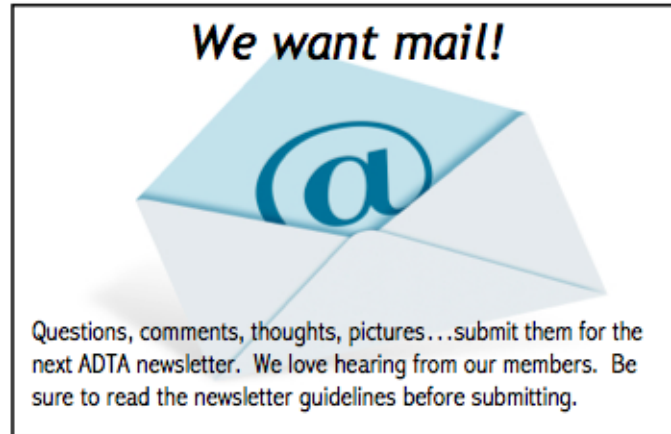 We want mail!
@
Questions, comments, thoughts, pictures…submit them for the
next ADTA newsletter.  We love hearing from our members.  Be
sure to read the newsletter guidelines before submitting.